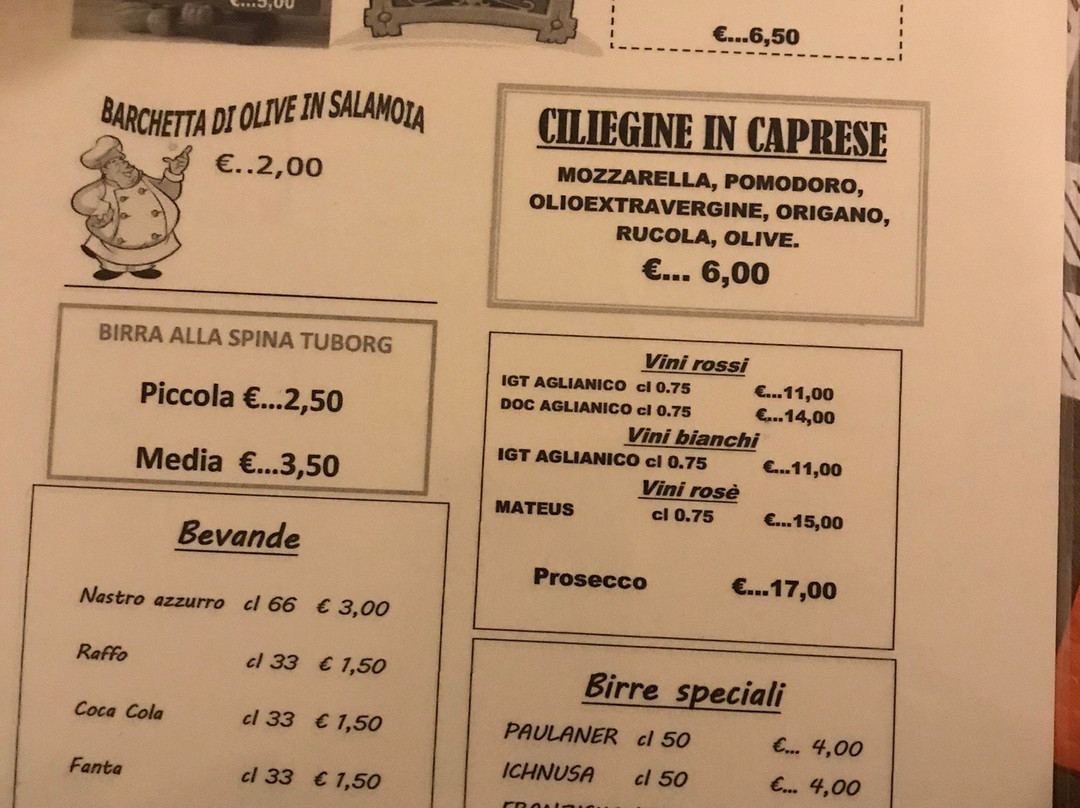 €...5,00
€...6,50
BARCHETTA DI OLIVE IN SALAMOIA
€..2,00
CILIEGINE IN CAPRESE
MOZZARELLA, POMODORO,
OLIOEXTRAVERGINE, ORIGANO,
RUCOLA, OLIVE.
€... 6,00
BIRRA ALLA SPINA TUBORG
Piccola €...2,50
Media €...3,50
Vini rossi
IGT AGLIANICO cl 0.75 €...11,00
DOC AGLIANICO cl 0.75 €...14,00
Vini bianchi
IGT AGLIANICO cl 0.75 €...11,00
Vini rosè
MATEUS cl 0.75 €...15,00
Prosecco €...17,00
Bevande
Nastro azzurro cl 66 € 3,00
Raffo cl 33 € 1,50
Coca Cola cl 33 € 1,50
Fanta cl 33 € 1,50
Birre speciali
PAULANER cl 50 €... 4,00
ICHNUSA cl 50 €... 4,00